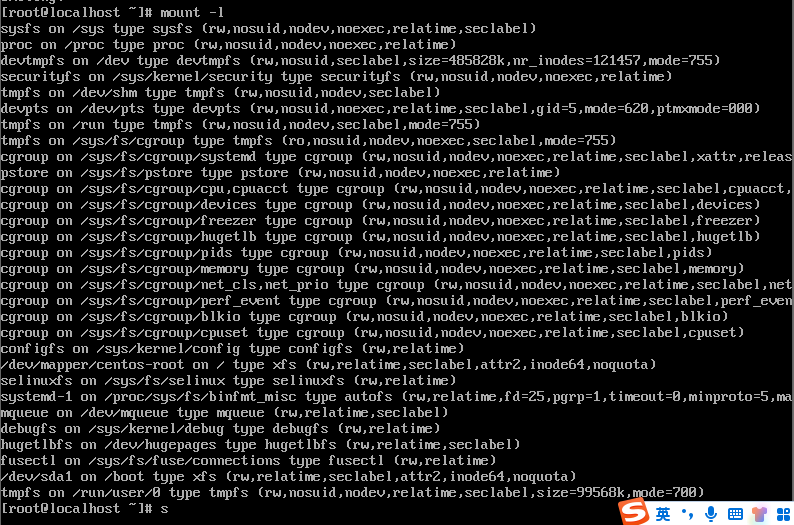 [root@localhost ~]# mount -l
sysfs on /sys type sysfs (rw,nosuid,nodev,noexec,relatime,seclabel)
proc on /proc type proc (rw,nosuid,nodev,noexec,relatime)
devtmpfs on /dev type devtmpfs (rw,nosuid,seclabel,size=485828k,nr_inodes=121457,mode=755)
securityfs on /sys/kernel/security type securityfs (rw,nosuid,nodev,noexec,relatime)
tmpfs on /dev/shm type tmpfs (rw,nosuid,nodev,seclabel)
devpts on /dev/pts type devpts (rw,nosuid,noexec,relatime,seclabel,gid=5,mode=620,ptmxmode=000)
tmpfs on /run type tmpfs (rw,nosuid,nodev,seclabel,mode=755)
tmpfs on /sys/fs/cgroup type tmpfs (ro,nosuid,nodev,noexec,seclabel,mode=755)
cgroup on /sys/fs/cgroup/systemd type cgroup (rw,nosuid,nodev,noexec,relatime,seclabel,xattr,releas
pstore on /sys/fs/pstore type pstore (rw,nosuid,nodev,noexec,relatime)
cgroup on /sys/fs/cgroup/cpu,cpuacct type cgroup (rw,nosuid,nodev,noexec,relatime,seclabel,cpuacct,
cgroup on /sys/fs/cgroup/devices type cgroup (rw,nosuid,nodev,noexec,relatime,seclabel,devices)
cgroup on /sys/fs/cgroup/freezer type cgroup (rw,nosuid,nodev,noexec,relatime,seclabel,freezer)
cgroup on /sys/fs/cgroup/hugetlb type cgroup (rw,nosuid,nodev,noexec,relatime,seclabel,hugetlb)
cgroup on /sys/fs/cgroup/pids type cgroup (rw,nosuid,nodev,noexec,relatime,seclabel,pids)
cgroup on /sys/fs/cgroup/memory type cgroup (rw,nosuid,nodev,noexec,relatime,seclabel,memory)
cgroup on /sys/fs/cgroup/net_cls,net_prio type cgroup (rw,nosuid,nodev,noexec,relatime,seclabel,net
cgroup on /sys/fs/cgroup/perf_event type cgroup (rw,nosuid,nodev,noexec,relatime,seclabel,perf_even
cgroup on /sys/fs/cgroup/blkio type cgroup (rw,nosuid,nodev,noexec,relatime,seclabel,blkio)
cgroup on /sys/fs/cgroup/cpuset type cgroup (rw,nosuid,nodev,noexec,relatime,seclabel,cpuset)
configfs on /sys/kernel/config type configfs (rw,relatime)
/dev/mapper/centos-root on / type xfs (rw,relatime,seclabel,attr2,inode64,noquota)
selinuxfs on /sys/fs/selinux type selinuxfs (rw,relatime)
systemd-1 on /proc/sys/fs/binfmt_misc type autofs (rw,relatime,fd=25,pgrp=1,timeout=0,minproto=5,ma
mqueue on /dev/mqueue type mqueue (rw,relatime,seclabel)
debugfs on /sys/kernel/debug type debugfs (rw,relatime)
hugetlbfs on /dev/hugepages type hugetlbfs (rw,relatime,seclabel)
fusectl on /sys/fs/fuse/connections type fusectl (rw,relatime)
/dev/sda1 on /boot type xfs (rw,relatime,seclabel,attr2,inode64,noquota)
tmpfs on /run/user/0 type tmpfs (rw,nosuid,nodev,relatime,seclabel,size=99568k,mode=700)
[root@localhost ~]# s
S 英